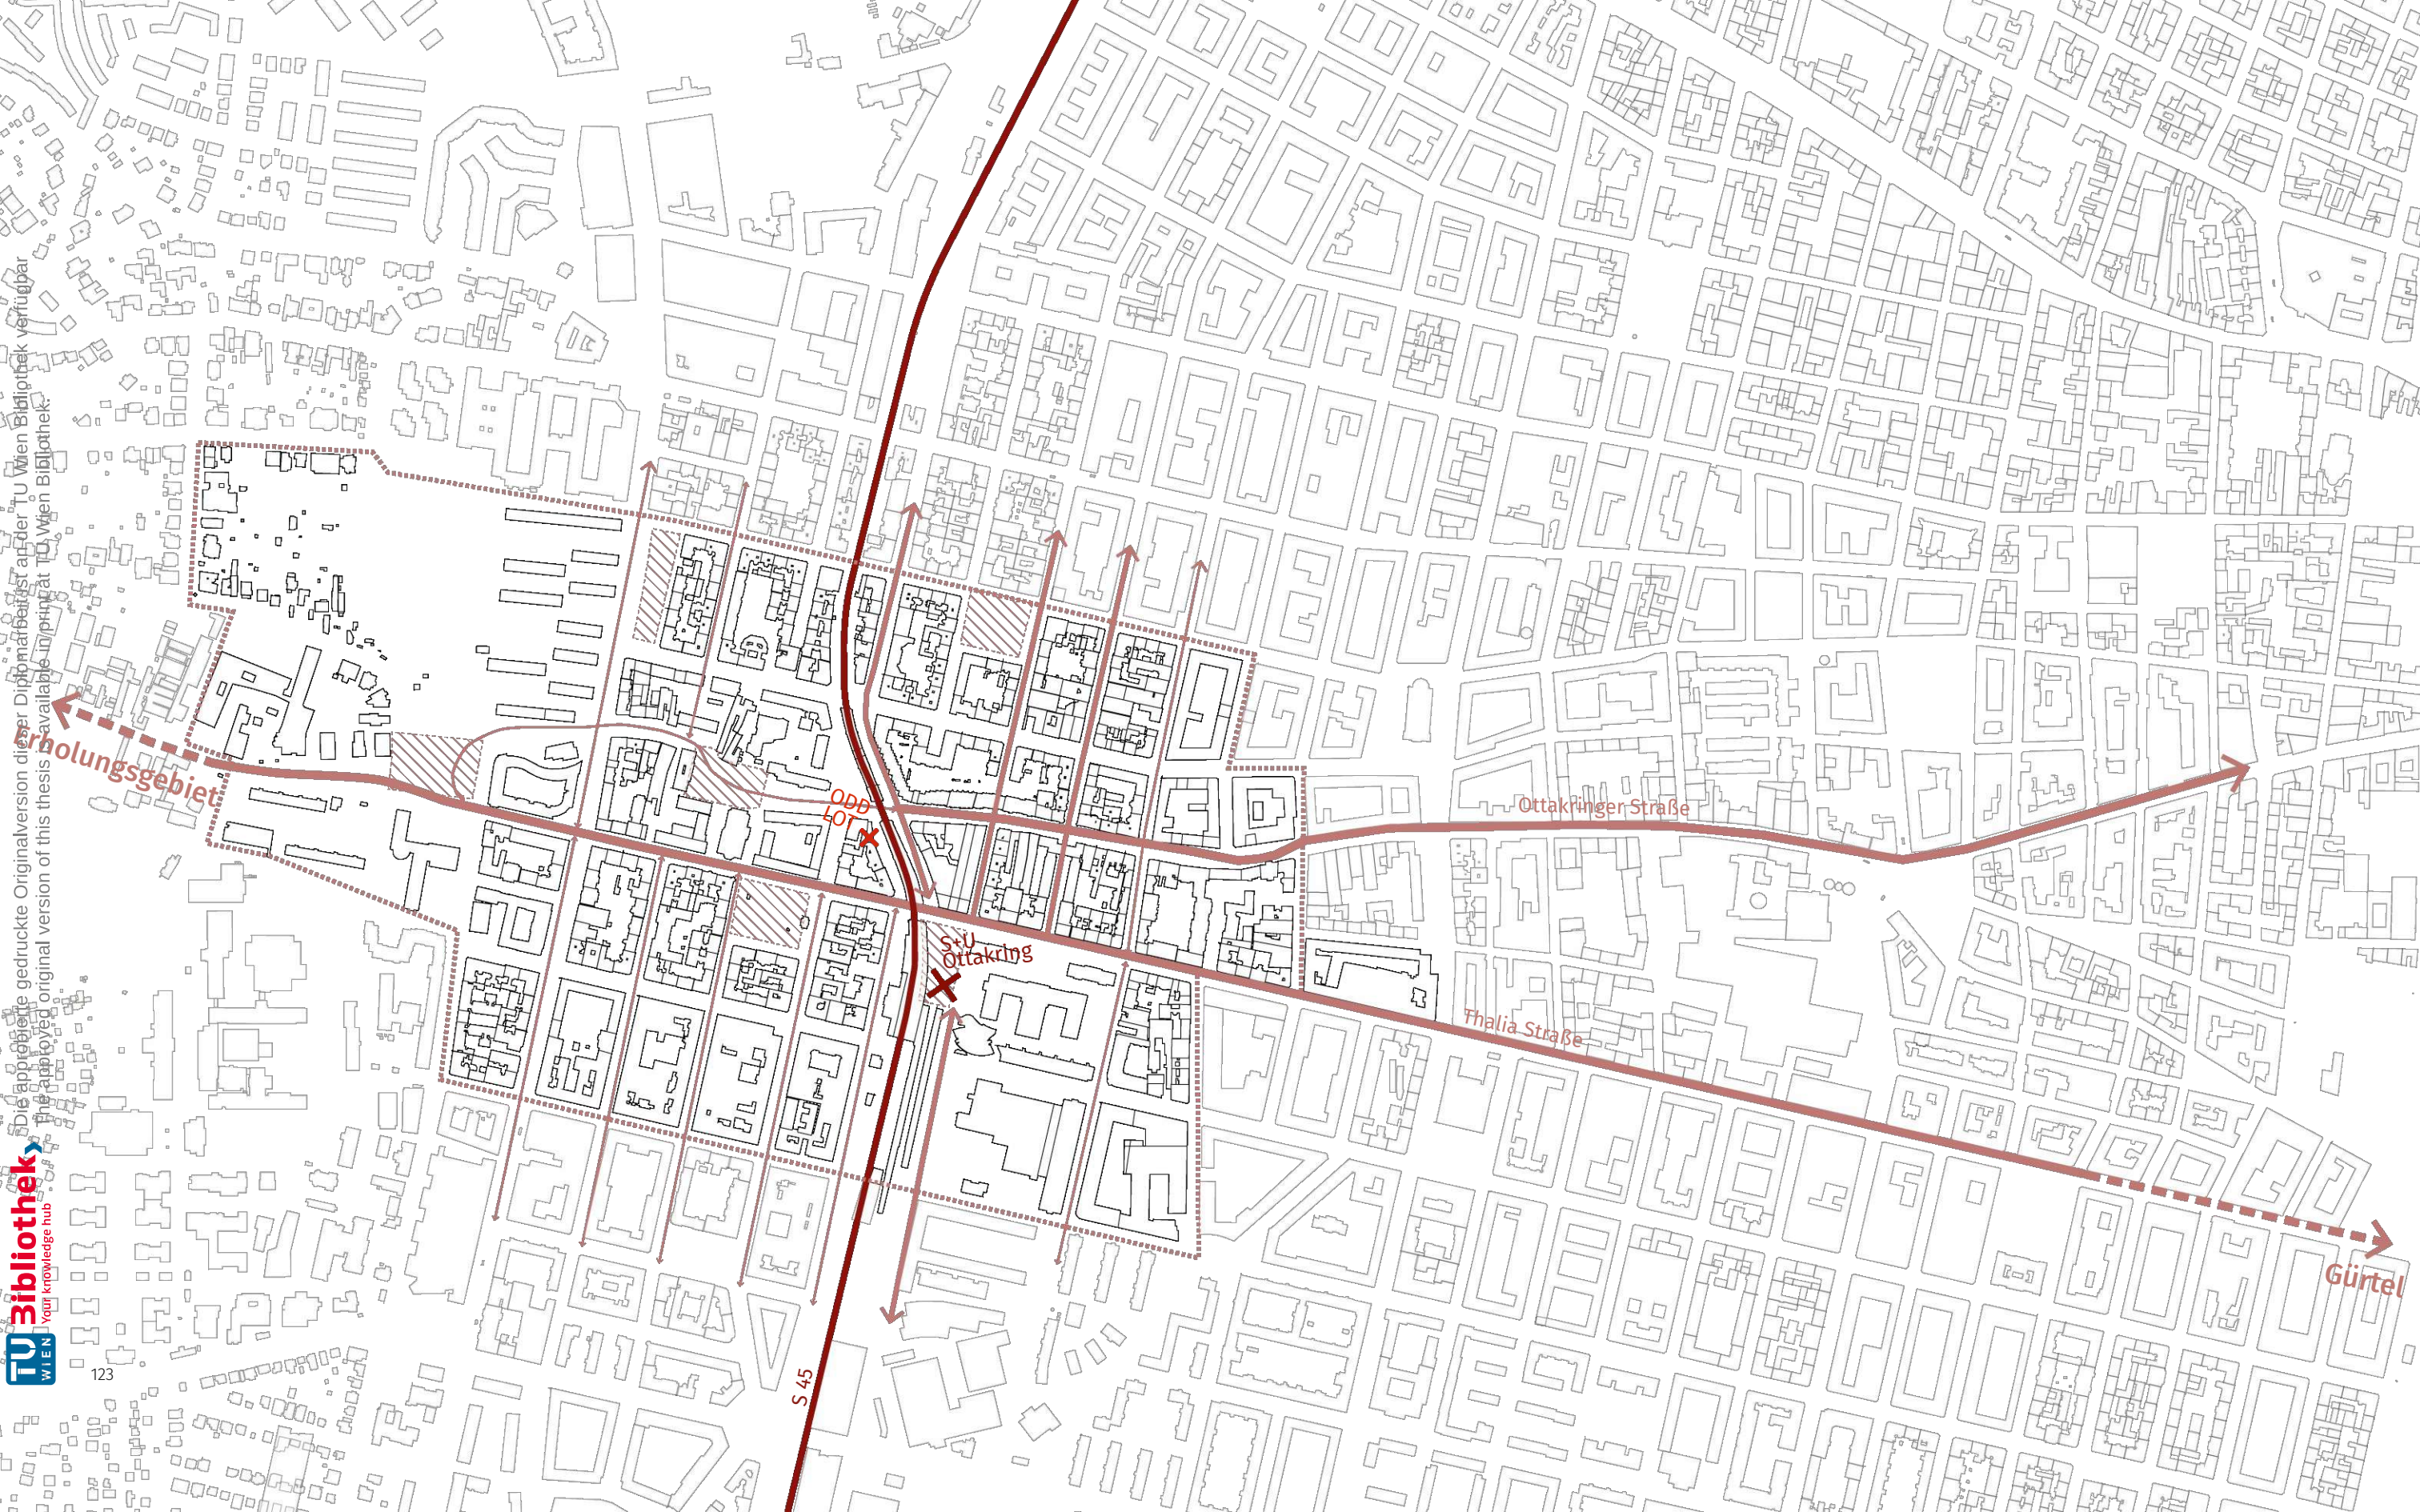 Die approbierte gedruckte Originalversion dieser Diplomarbeit ist an der TU Wien Bibliothek verfügbar
The approved original version of this thesis is available in print at TU Wien Bibliothek.
TU WIEN
Bibliothek
Your knowledge hub
123
Erholungsgebiet
ODD
LOT
S+U
Ottakring
Ottakringer Straße
Thalia Straße
Gürtel
S 45